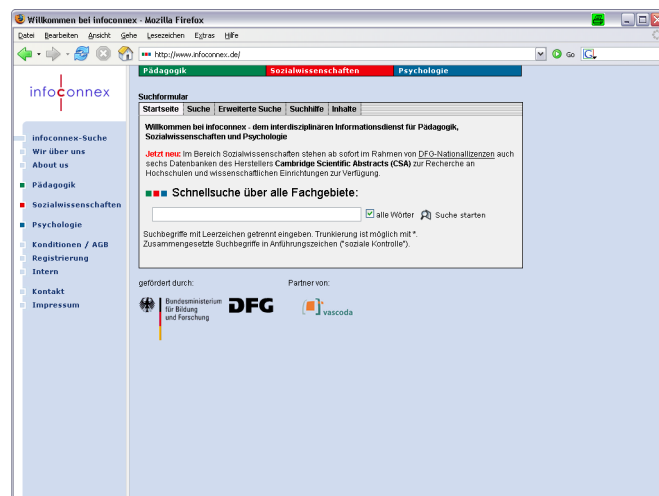 Willkommen bei infoconnex - Mozilla Firefox
Datei Bearbeiten Ansicht Gehe Lesezeichen Extras Hilfe
http://www.infoconnex.de/
Go
G
Pädagogik Sozialwissenschaften Psychologie
infoconnex
infoconnex-Suche
Wir über uns
About us
Pädagogik
Sozialwissenschaften
Psychologie
Konditionen / AGB
Registrierung
Intern
Kontakt
Impressum
Suchformular
Startseite Suche Erweiterte Suche Suchhilfe Inhalte
Willkommen bei infoconnex - dem interdisziplinären Informationsdienst für Pädagogik,
Sozialwissenschaften und Psychologie
Jetzt neu: Im Bereich Sozialwissenschaften stehen ab sofort im Rahmen von DFG-Nationallizenzen auch
sechs Datenbanken des Herstellers Cambridge Scientific Abstracts (CSA) zur Recherche an
Hochschulen und wissenschaftlichen Einrichtungen zur Verfügung.
Schnellsuche über alle Fachgebiete:
alle Wörter Suche starten
Suchbegriffe mit Leerzeichen getrennt eingeben. Trunkierung ist möglich mit *.
Zusammengesetzte Suchbegriffe in Anführungszeichen ("soziale Kontrolle").
gefördert durch: Partner von:
Bundesministerium
für Bildung
und Forschung
DFG
vascoda